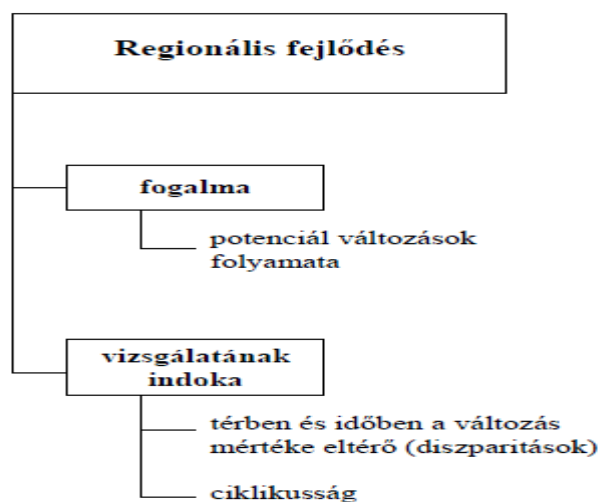 Regionális fejlődés
fogalma
potenciál változások
folyamata
vizsgálatának
indoka
térben és időben a változás
mértéke eltérő (diszparitások)
ciklikusság